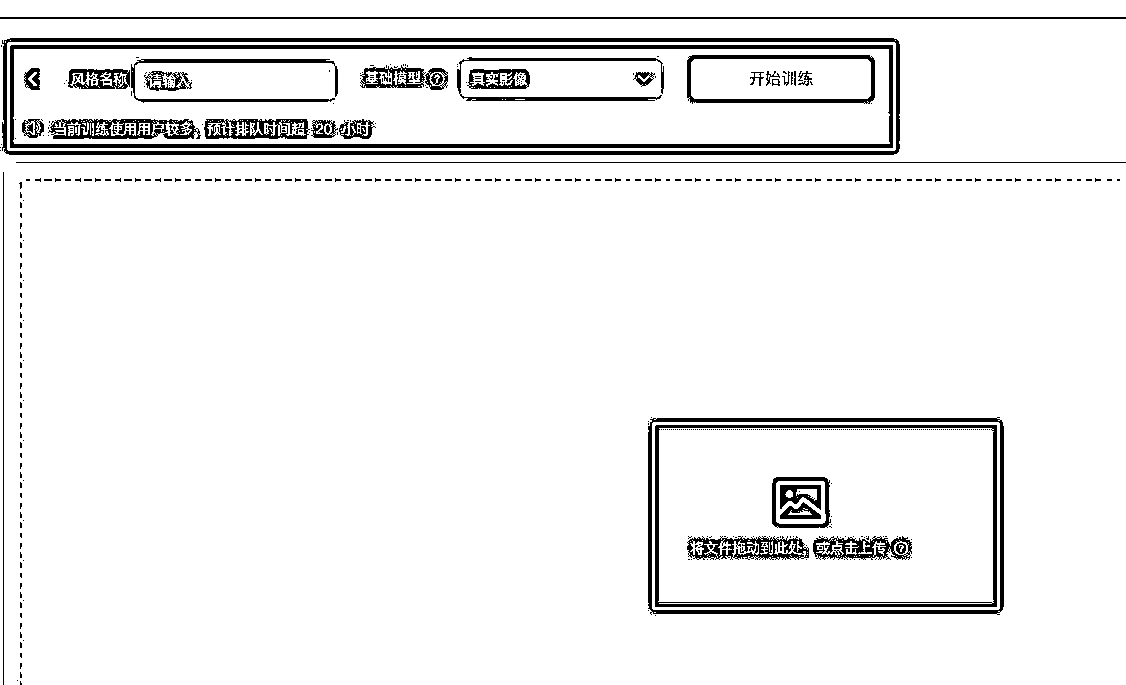 风格名称 请输入 基础模型 真实影像 开始训练
当前训练使用用户较多，预计排队时间超 20 小时
将文件拖动到此处，或点击上传